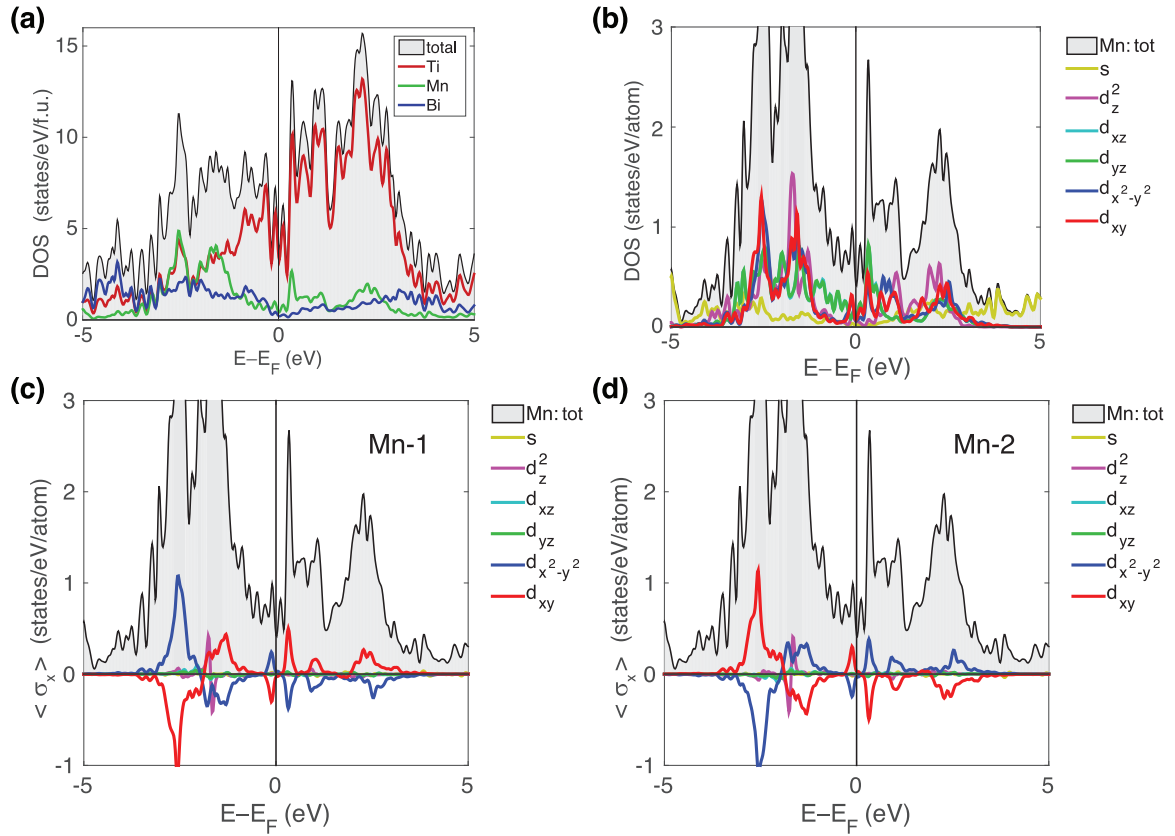 (a)
DOS (states/eV/f.u.)
15
10
5
0
-5
0
5
E−E_F (eV)
total
Ti
Mn
Bi
(b)
DOS (states/eV/atom)
3
2
1
0
-5
0
5
E−E_F (eV)
Mn: tot
s
d_z^2
d_xz
d_yz
d_x^2-y^2
d_xy
(c)
< σ_x > (states/eV/atom)
3
2
1
0
-1
-5
0
5
E−E_F (eV)
Mn-1
Mn: tot
s
d_z^2
d_xz
d_yz
d_x^2-y^2
d_xy
(d)
< σ_x > (states/eV/atom)
3
2
1
0
-1
-5
0
5
E−E_F (eV)
Mn-2
Mn: tot
s
d_z^2
d_xz
d_yz
d_x^2-y^2
d_xy